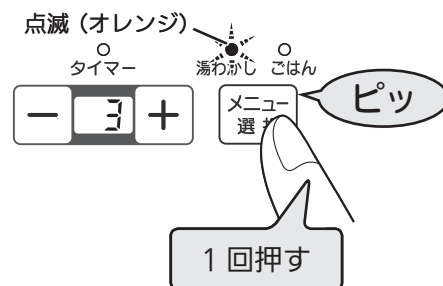 点滅（オレンジ）
タイマー
湯わかし ごはん
− 3 +
メニュー
選
ピッ
1回押す